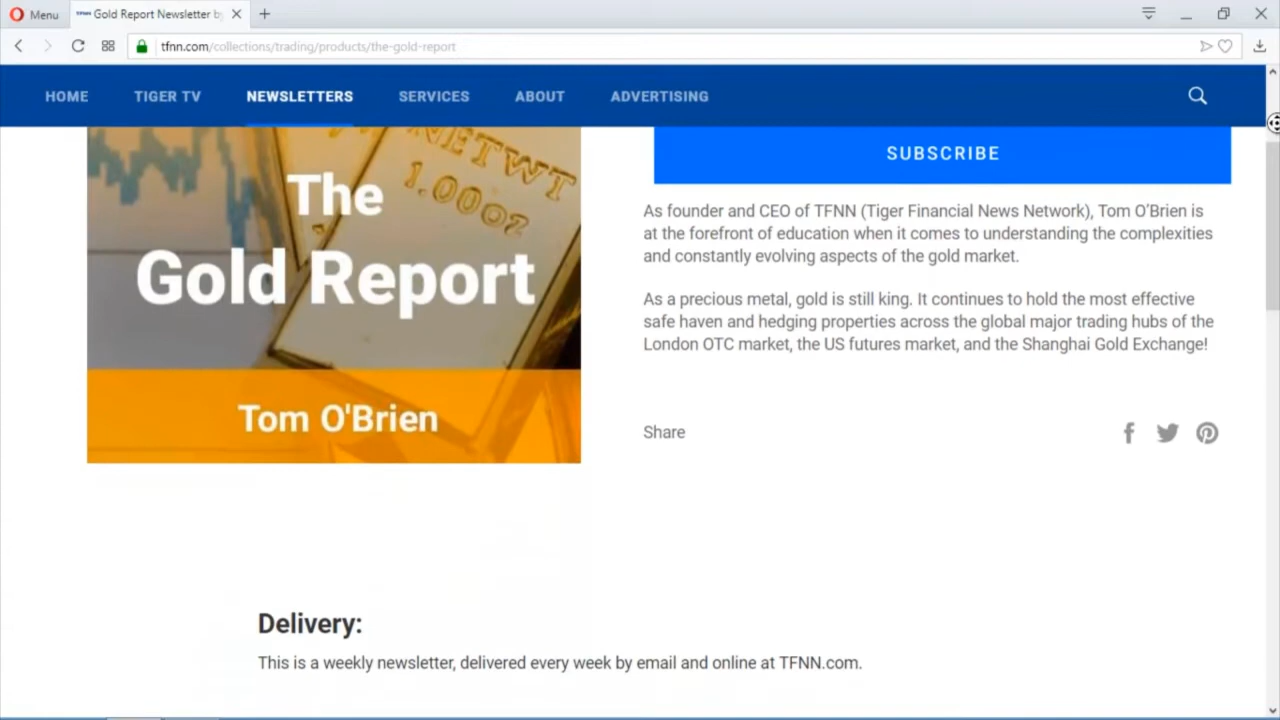 Menu
TFNN Gold Report Newsletter b
tfnn.com/collections/trading/products/the-gold-report
HOME TIGER TV NEWSLETTERS SERVICES ABOUT ADVERTISING
NETWT
1.00oz
The
Gold Report
Tom O'Brien
SUBSCRIBE
As founder and CEO of TFNN (Tiger Financial News Network), Tom O'Brien is
at the forefront of education when it comes to understanding the complexities
and constantly evolving aspects of the gold market.
As a precious metal, gold is still king. It continues to hold the most effective
safe haven and hedging properties across the global major trading hubs of the
London OTC market, the US futures market, and the Shanghai Gold Exchange!
Share
Delivery:
This is a weekly newsletter, delivered every week by email and online at TFNN.com.